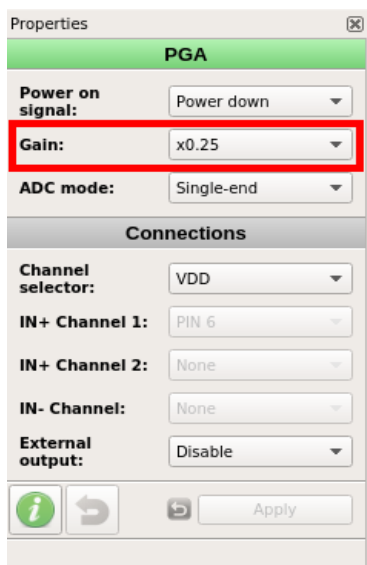 Properties
PGA
Power on
signal:
Power down
Gain:
x0.25
ADC mode:
Single-end
Connections
Channel
selector:
VDD
IN+ Channel 1:
PIN 6
IN+ Channel 2:
None
IN- Channel:
None
External
output:
Disable
i
Apply